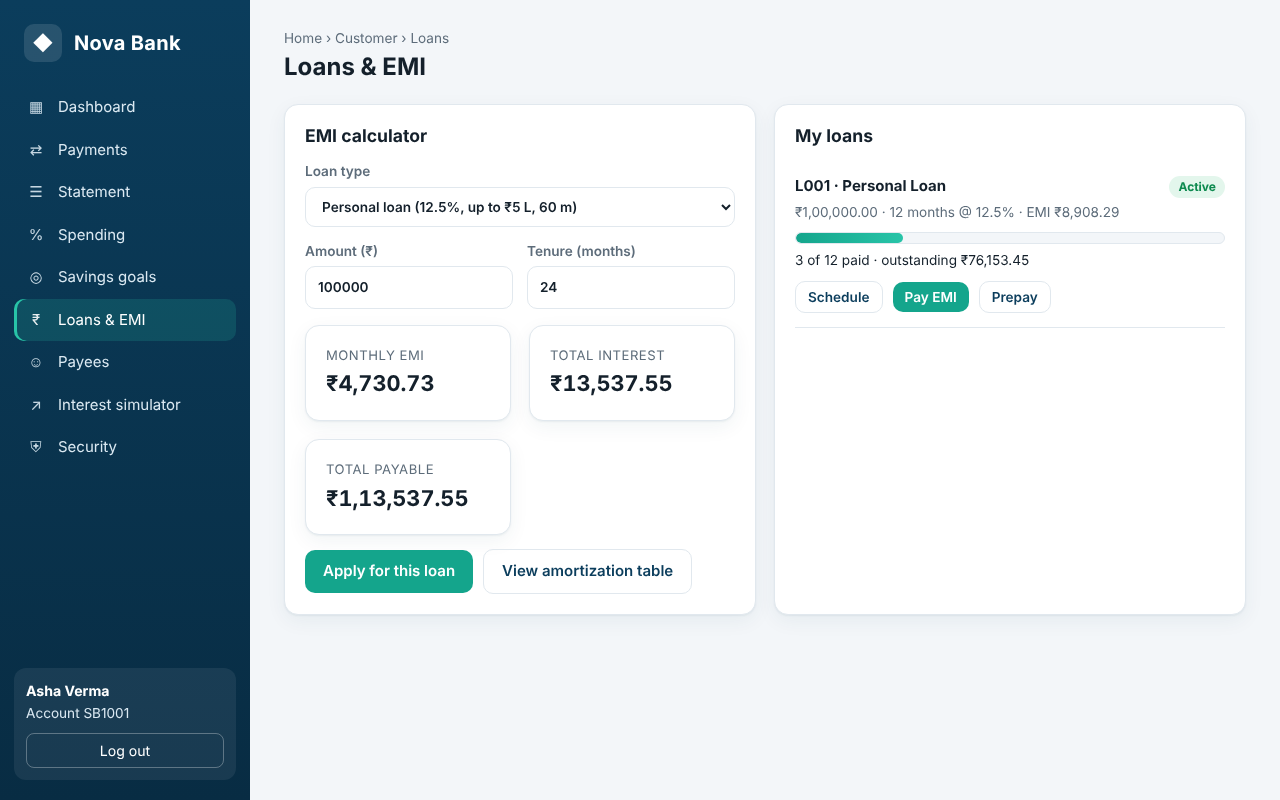 Nova Bank
Dashboard
Payments
Statement
% Spending
Savings goals
₹ Loans & EMI
Payees
Interest simulator
Security
Asha Verma
Account SB1001
Log out
Home › Customer › Loans
Loans & EMI
EMI calculator
Loan type
Personal loan (12.5%, up to ₹5 L, 60 m)
Amount (₹) Tenure (months)
100000 24
MONTHLY EMI TOTAL INTEREST
₹4,730.73 ₹13,537.55
TOTAL PAYABLE
₹1,13,537.55
Apply for this loan View amortization table
My loans
L001 · Personal Loan Active
₹1,00,000.00 · 12 months @ 12.5% · EMI ₹8,908.29
3 of 12 paid · outstanding ₹76,153.45
Schedule Pay EMI Prepay